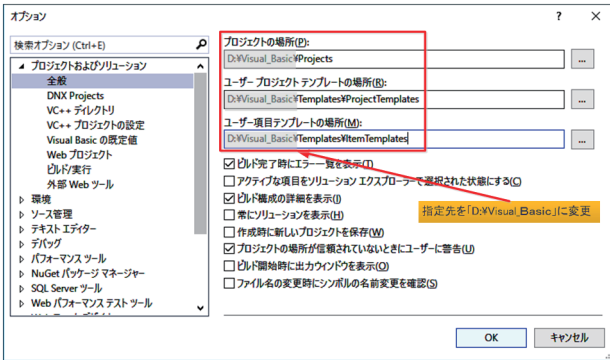 オプション
? ×
検索オプション (Ctrl+E)
プロジェクトおよびソリューション
全般
DNX Projects
VC++ ディレクトリ
VC++ プロジェクトの設定
Visual Basic の既定値
Web プロジェクト
ビルド/実行
外部 Web ツール
環境
ソース管理
テキスト エディター
デバッグ
パフォーマンス ツール
NuGet パッケージ マネージャー
SQL Server ツール
Web パフォーマンス テスト ツール
プロジェクトの場所(P):
D:¥Visual_Basic¥Projects
...
ユーザー プロジェクト テンプレートの場所(R):
D:¥Visual_Basic¥Templates¥ProjectTemplates
...
ユーザー項目テンプレートの場所(M):
D:¥Visual_Basic¥Templates¥ItemTemplates
...
ビルド完了時にエラー一覧を表示(T)
アクティブな項目をソリューション エクスプローラーで選択された状態にする(C)
ビルド構成の詳細を表示(I)
常にソリューションを表示(H)
作成時に新しいプロジェクトを保存(W)
プロジェクトの場所が信頼されていないときにユーザーに警告(U)
ビルド開始時に出力ウィンドウを表示(O)
ファイル名の変更時にシンボルの名前変更を確認(S)
指定先を「D:¥Visual_Basic」に変更
OK
キャンセル